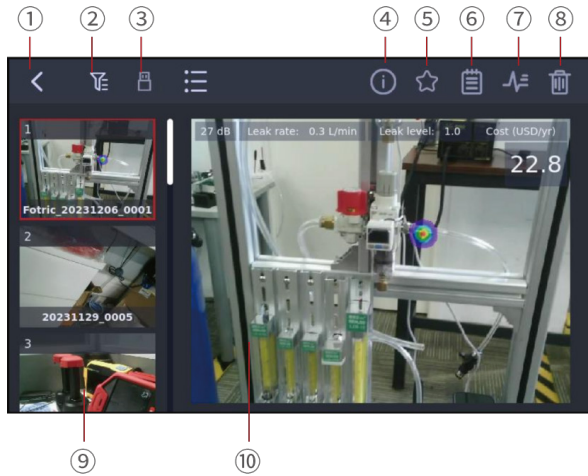 ① ② ③ ④ ⑤ ⑥ ⑦ ⑧
27 dB Leak rate: 0.3 L/min Leak level: 1.0 Cost (USD/yr)
22.8
1
Fotric_20231206_0001
2
20231129_0005
3
⑨ ⑩